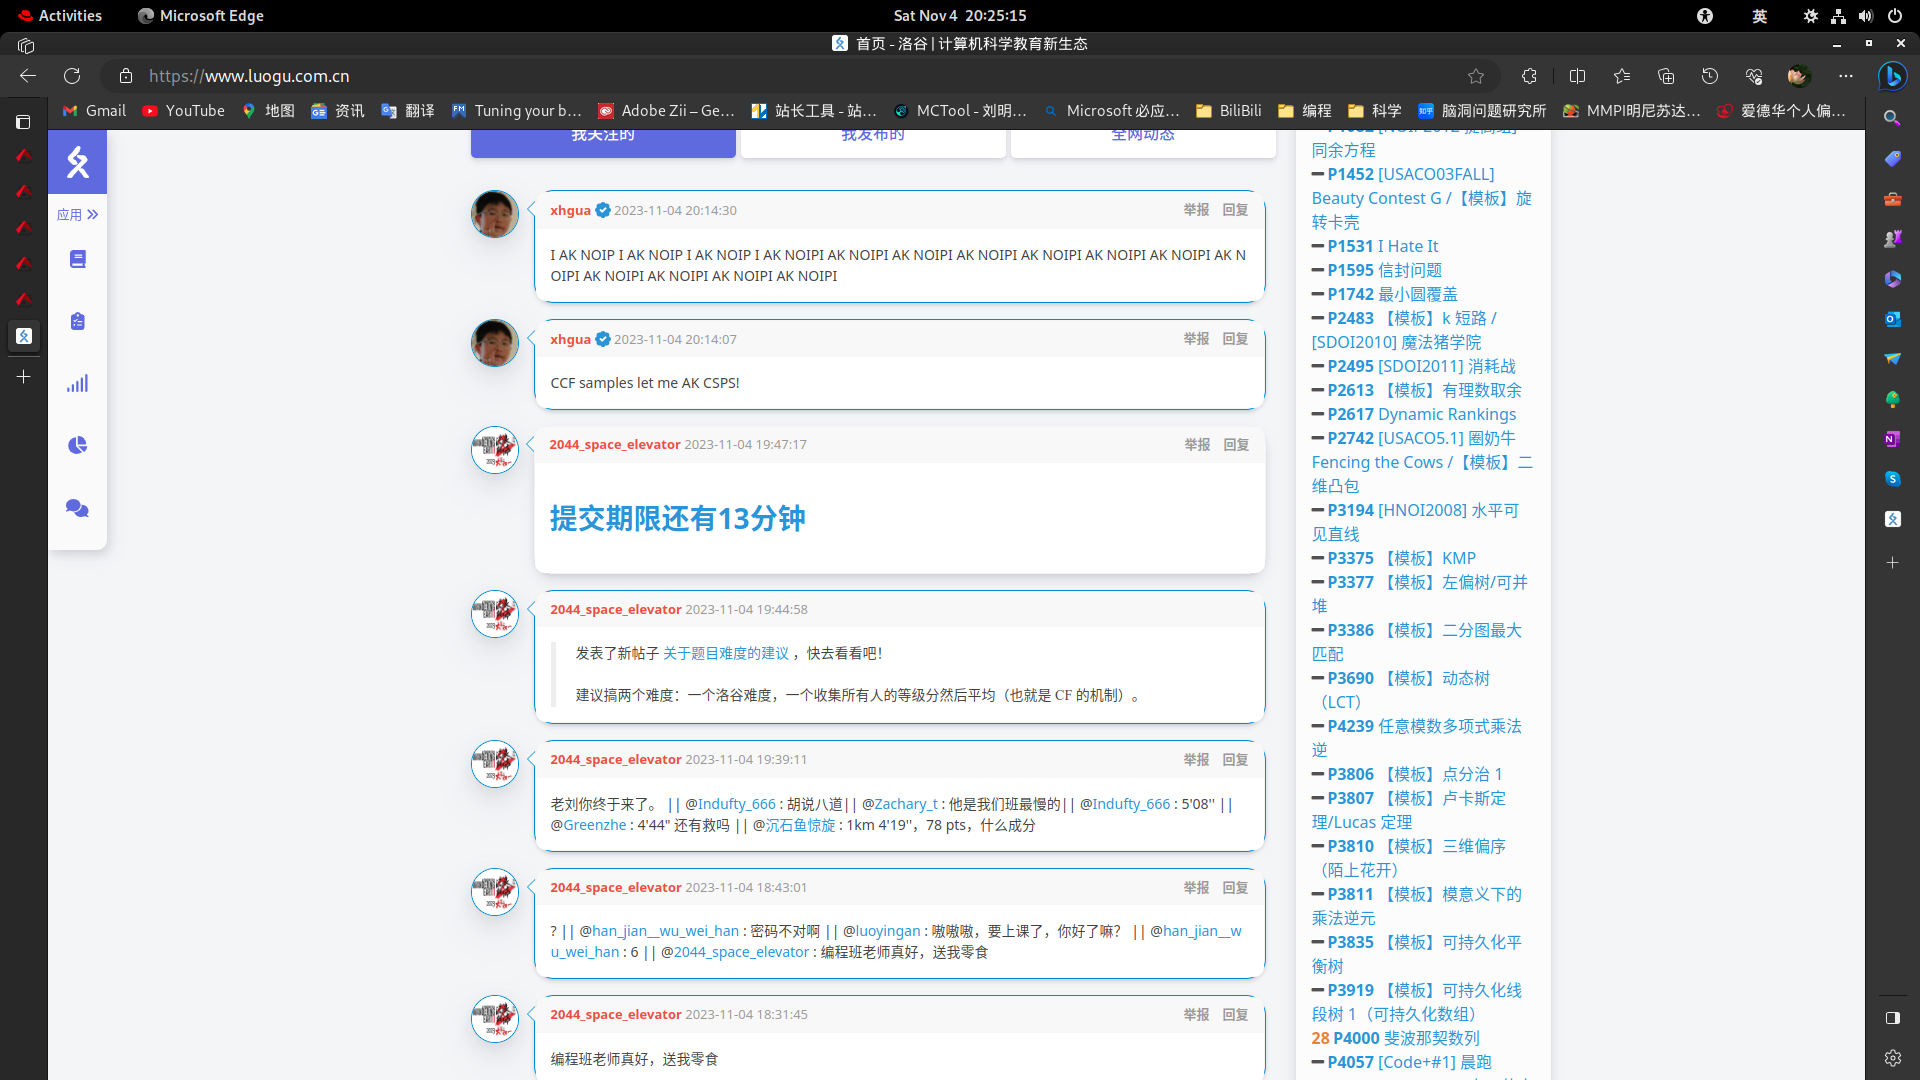 Activities
Microsoft Edge
Sat Nov 4 20:25:15
英
首页 - 洛谷 | 计算机科学教育新生态
https://www.luogu.com.cn
Gmail
YouTube
地图
资讯
翻译
Tuning your b…
Adobe Zii – Ge…
站长工具 - 站…
MCTool - 刘明…
Microsoft 必应…
BiliBili
编程
科学
脑洞问题研究所
MMPI明尼苏达…
爱德华个人偏…
应用
我关注的
我发布的
全网动态
xhgua 2023-11-04 20:14:30
举报 回复
I AK NOIP I AK NOIP I AK NOIP I AK NOIPI AK NOIPI AK NOIPI AK NOIPI AK NOIPI AK NOIPI AK NOIPI AK N
OIPI AK NOIPI AK NOIPI AK NOIPI AK NOIPI
xhgua 2023-11-04 20:14:07
举报 回复
CCF samples let me AK CSPS!
2044_space_elevator 2023-11-04 19:47:17
举报 回复
提交期限还有13分钟
2044_space_elevator 2023-11-04 19:44:58
发表了新帖子 关于题目难度的建议 ，快去看看吧！
建议搞两个难度：一个洛谷难度，一个收集所有人的等级分然后平均（也就是 CF 的机制）。
2044_space_elevator 2023-11-04 19:39:11
举报 回复
老刘你终于来了。 || @Indufty_666 : 胡说八道|| @Zachary_t : 他是我们班最慢的|| @Indufty_666 : 5'08'' ||
@Greenzhe : 4'44" 还有救吗 || @沉石鱼惊旋 : 1km 4'19''，78 pts，什么成分
2044_space_elevator 2023-11-04 18:43:01
举报 回复
? || @han_jian__wu_wei_han : 密码不对啊 || @luoyingan : 嗷嗷嗷，要上课了，你好了嘛？ || @han_jian__w
u_wei_han : 6 || @2044_space_elevator : 编程班老师真好，送我零食
2044_space_elevator 2023-11-04 18:31:45
举报 回复
编程班老师真好，送我零食
同余方程
P1452 [USACO03FALL]
Beauty Contest G /【模板】旋
转卡壳
P1531 I Hate It
P1595 信封问题
P1742 最小圆覆盖
P2483 【模板】k 短路 /
[SDOI2010] 魔法猪学院
P2495 [SDOI2011] 消耗战
P2613 【模板】有理数取余
P2617 Dynamic Rankings
P2742 [USACO5.1] 圈奶牛
Fencing the Cows /【模板】二
维凸包
P3194 [HNOI2008] 水平可
见直线
P3375 【模板】KMP
P3377 【模板】左偏树/可并
堆
P3386 【模板】二分图最大
匹配
P3690 【模板】动态树
（LCT）
P4239 任意模数多项式乘法
逆
P3806 【模板】点分治 1
P3807 【模板】卢卡斯定
理/Lucas 定理
P3810 【模板】三维偏序
（陌上花开）
P3811 【模板】模意义下的
乘法逆元
P3835 【模板】可持久化平
衡树
P3919 【模板】可持久化线
段树 1（可持久化数组）
28 P4000 斐波那契数列
P4057 [Code+#1] 晨跑